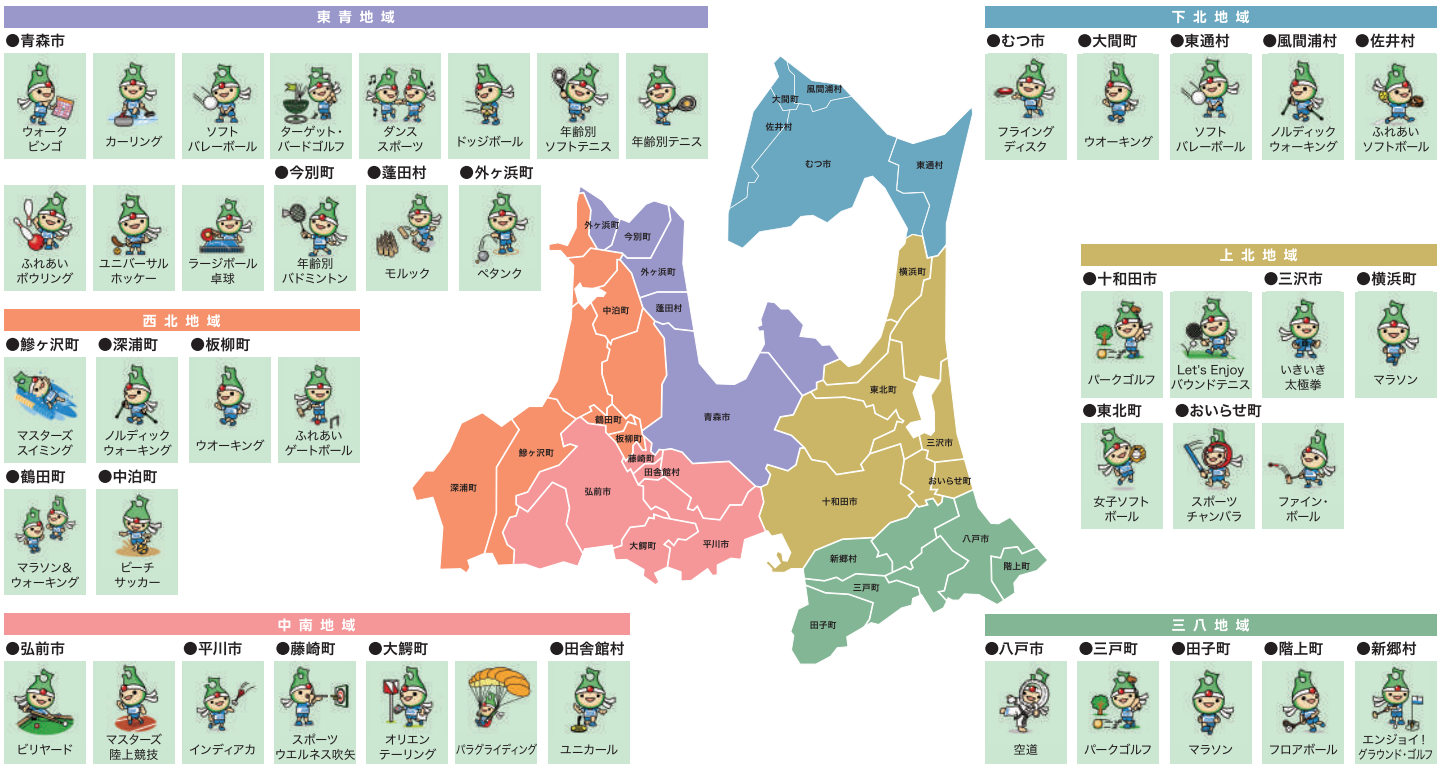 東青地域
●青森市
ウォーク
ビンゴ
カーリング
ソフト
バレーボール
ターゲット・
バードゴルフ
ダンス
スポーツ
ドッジボール
年齢別
ソフトテニス
年齢別テニス
ふれあい
ボウリング
ユニバーサル
ホッケー
ラージボール
卓球
●今別町
年齢別
バドミントン
●蓬田村
モルック
●外ヶ浜町
ペタンク
西北地域
●鰺ヶ沢町
マスターズ
スイミング
●深浦町
ノルディック
ウォーキング
●板柳町
ウオーキング
ふれあい
ゲートボール
●鶴田町
マラソン&
ウォーキング
●中泊町
ビーチ
サッカー
中南地域
●弘前市
ビリヤード
マスターズ
陸上競技
●平川市
インディアカ
●藤崎町
スポーツ
ウエルネス吹矢
●大鰐町
オリエン
テーリング
パラグライディング
●田舎館村
ユニカール
下北地域
●むつ市
フライング
ディスク
●大間町
ウオーキング
●東通村
ソフト
バレーボール
●風間浦村
ノルディック
ウォーキング
●佐井村
ふれあい
ソフトボール
上北地域
●十和田市
パークゴルフ
Let's Enjoy
バウンドテニス
●三沢市
いきいき
太極拳
●横浜町
マラソン
●東北町
女子ソフト
ボール
●おいらせ町
スポーツ
チャンバラ
ファイン・
ボール
三八地域
●八戸市
空道
●三戸町
パークゴルフ
●田子町
マラソン
●階上町
フロアボール
●新郷村
エンジョイ!
グラウンド・ゴルフ
大間町
風間浦村
佐井村
むつ市
東通村
外ヶ浜町
今別町
外ヶ浜町
蓬田村
中泊町
横浜町
東北町
青森市
鶴田町
板柳町
藤崎町
田舎館村
鰺ヶ沢町
深浦町
弘前市
大鰐町
平川市
三沢市
おいらせ町
十和田市
八戸市
新郷村
階上町
三戸町
田子町